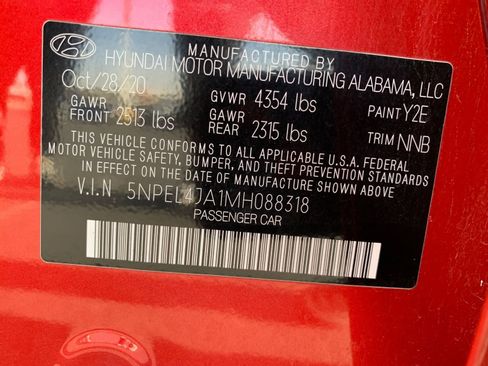 MANUFACTURED BY
HYUNDAI MOTOR MANUFACTURING ALABAMA, LLC
Oct/28/20 GVWR 4354 lbs PAINT Y2E
GAWR FRONT 2513 lbs GAWR REAR 2315 lbs TRIM NNB
THIS VEHICLE CONFORMS TO ALL APPLICABLE U.S.A. FEDERAL
MOTOR VEHICLE SAFETY, BUMPER, AND THEFT PREVENTION STANDARDS
IN EFFECT ON THE DATE OF MANUFACTURE SHOWN ABOVE
V.I.N 5NPEL4JA1MH088318
PASSENGER CAR